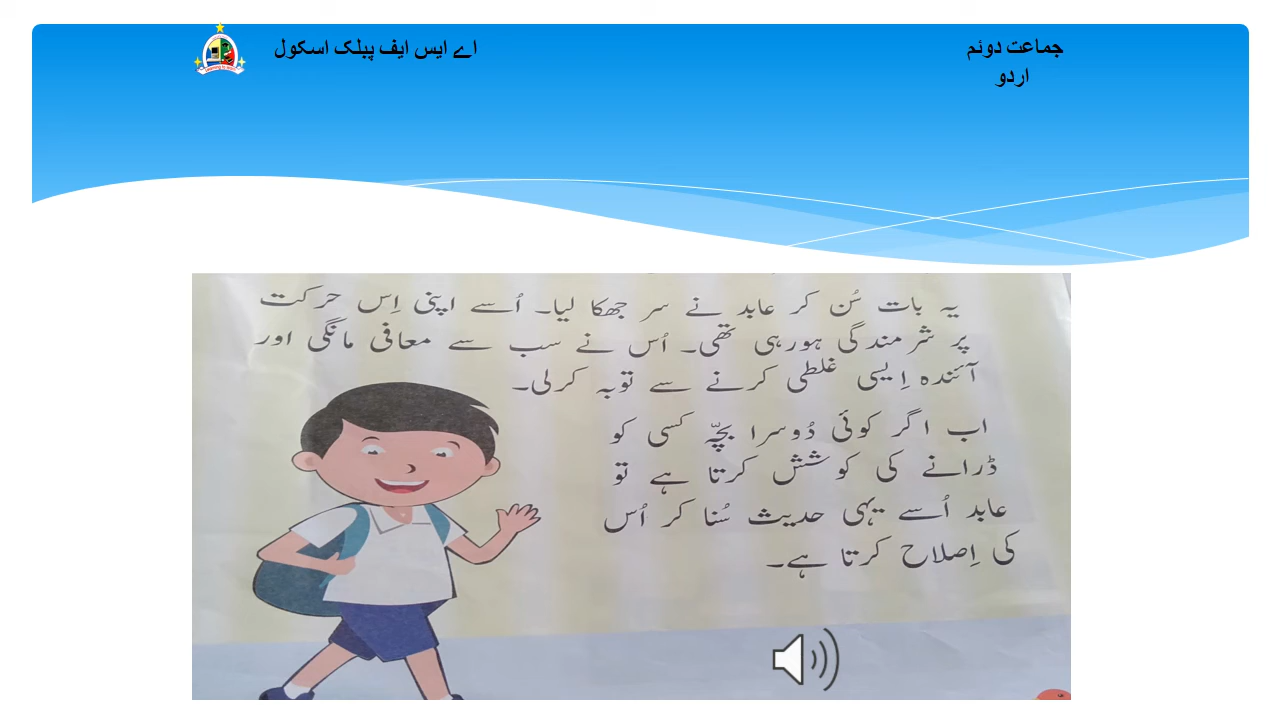 جماعت دوئم
اردو
اے ایس ایف پبلک اسکول
یہ بات سُن کر عابد نے سر جھکا لیا۔ اُسے اپنی اِس حرکت
پر شرمندگی ہورہی تھی۔ اُس نے سب سے معافی مانگی اور
آئندہ اِیسی غلطی کرنے سے توبہ کرلی۔
اب اگر کوئی دُوسرا بچّہ کسی کو
ڈرانے کی کوشش کرتا ہے تو
عابد اُسے یہی حدیث سُنا کر اُس
کی اِصلاح کرتا ہے۔